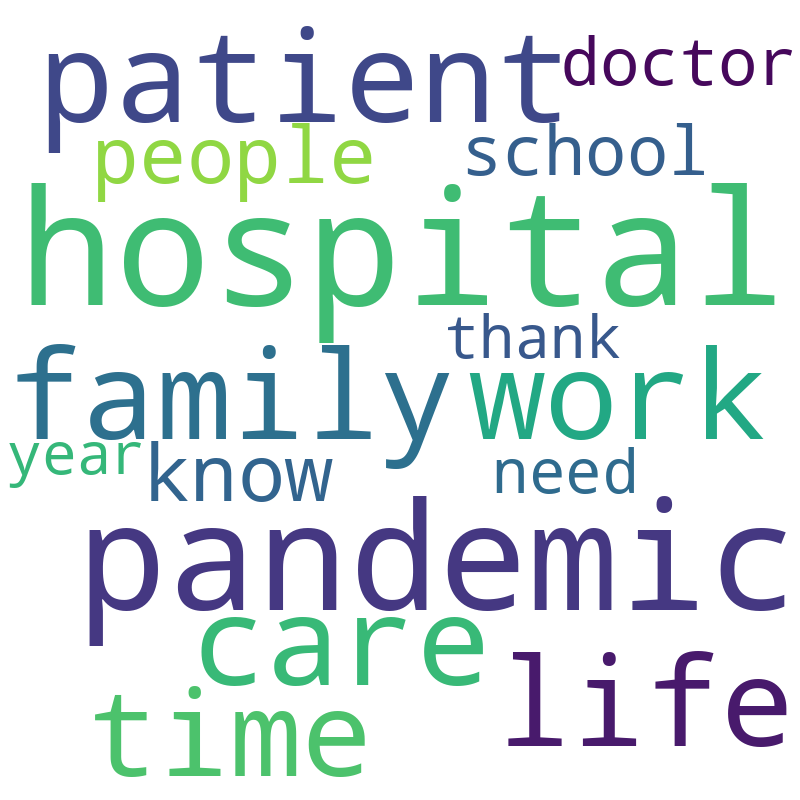 patient doctor
people school
hospital
thank
family work
year know need
pandemic
care
time life